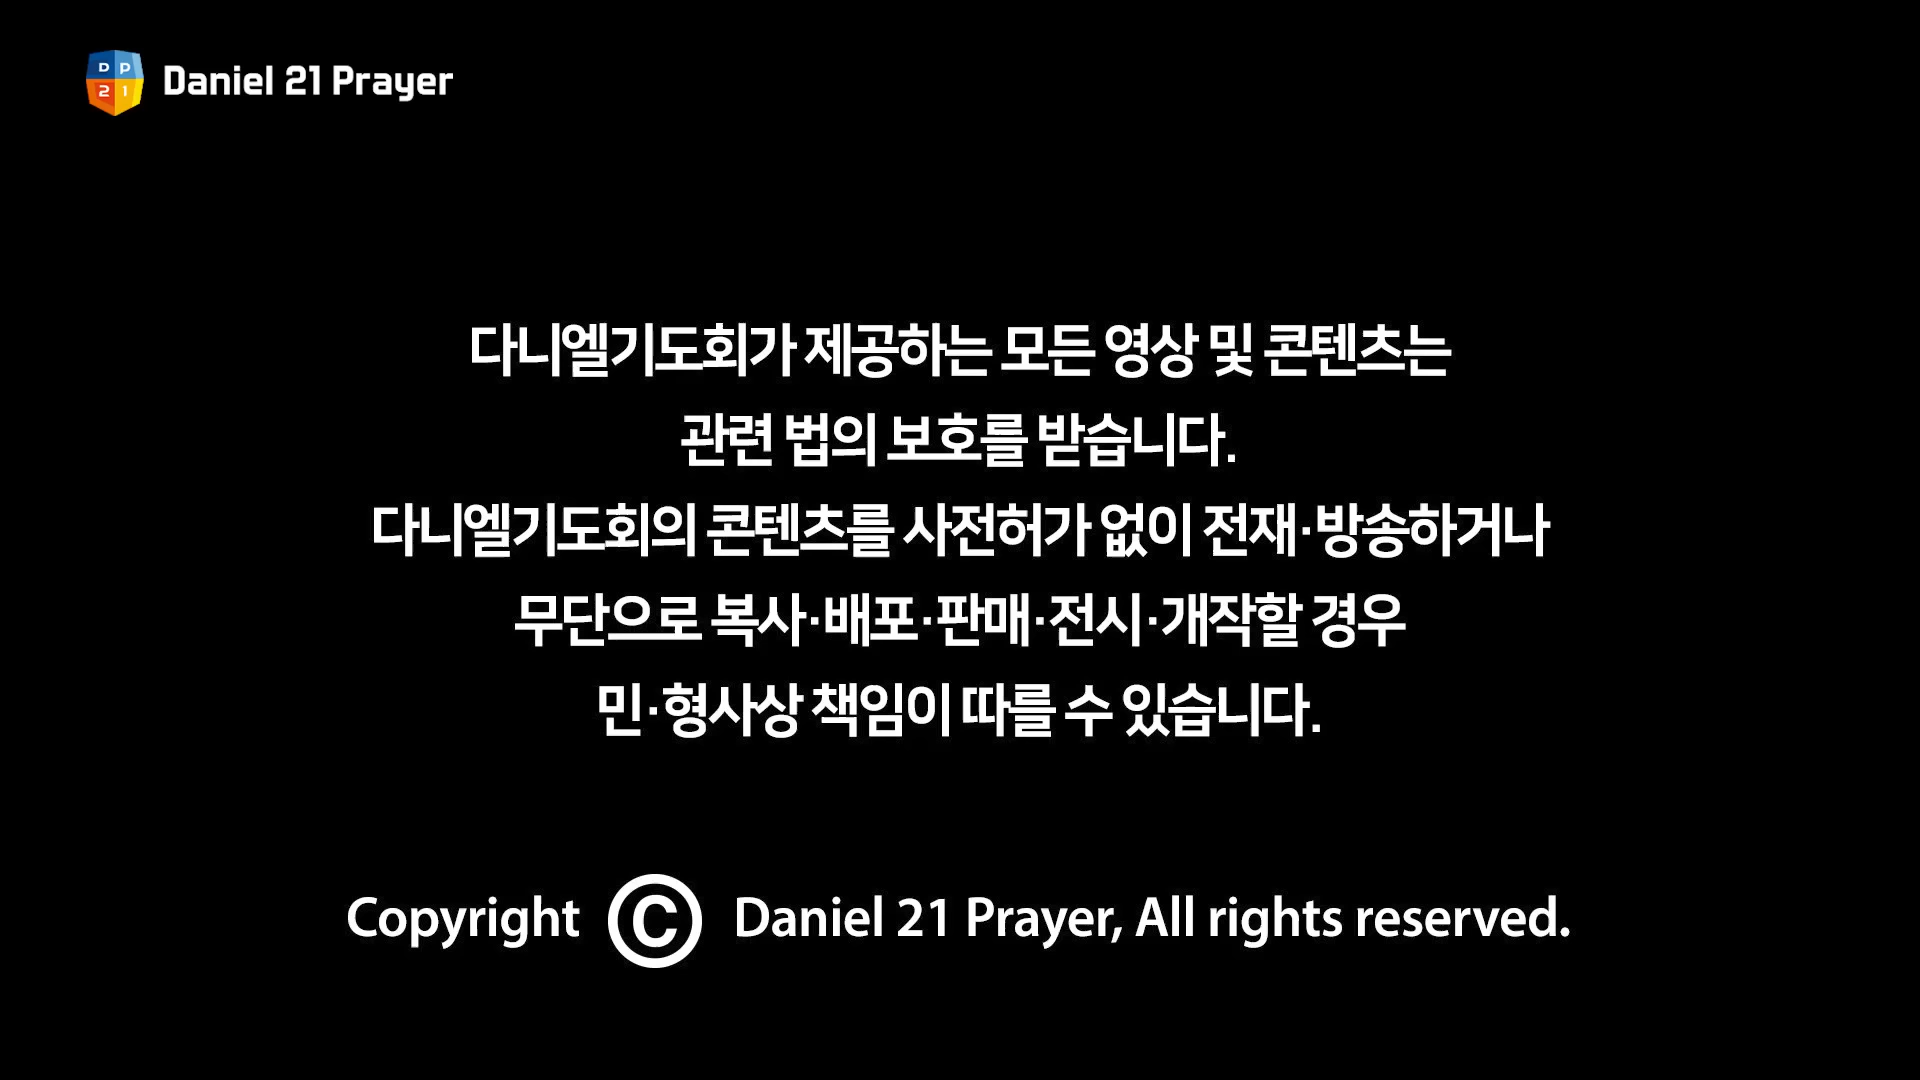 DP
21
Daniel 21 Prayer
다니엘기도회가 제공하는 모든 영상 및 콘텐츠는
관련 법의 보호를 받습니다.
다니엘기도회의 콘텐츠를 사전허가 없이 전재·방송하거나
무단으로 복사·배포·판매·전시·개작할 경우
민·형사상 책임이 따를 수 있습니다.
Copyright © Daniel 21 Prayer, All rights reserved.